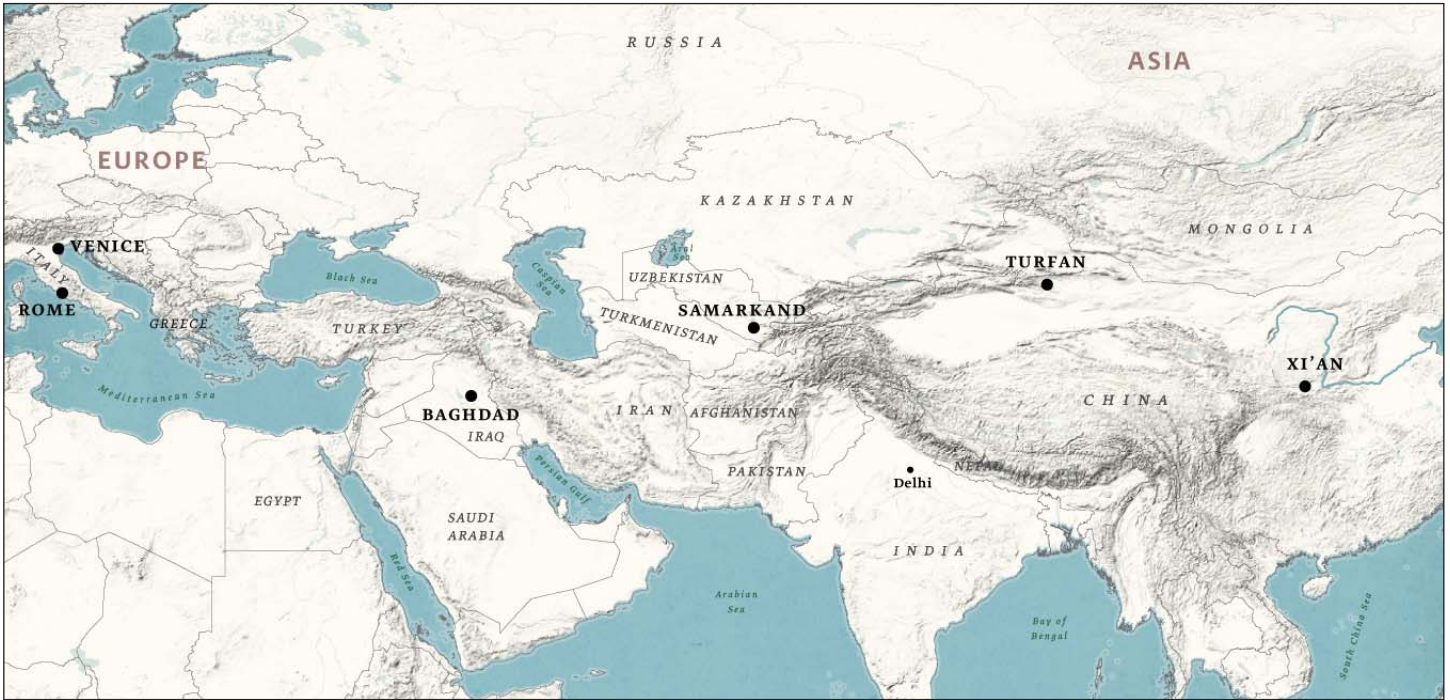 RUSSIA
ASIA
EUROPE
KAZAKHSTAN
MONGOLIA
VENICE
ITALY
Aral
Sea
Black Sea
Caspian
Sea
UZBEKISTAN
TURFAN
ROME
GREECE
TURKEY
TURKMENISTAN
SAMARKAND
XI'AN
Mediterranean Sea
BAGHDAD
IRAQ
IRAN
AFGHANISTAN
CHINA
PAKISTAN
NEPAL
Delhi
Persian Gulf
EGYPT
SAUDI
ARABIA
INDIA
Red Sea
Arabian
Sea
Bay of
Bengal
South China Sea